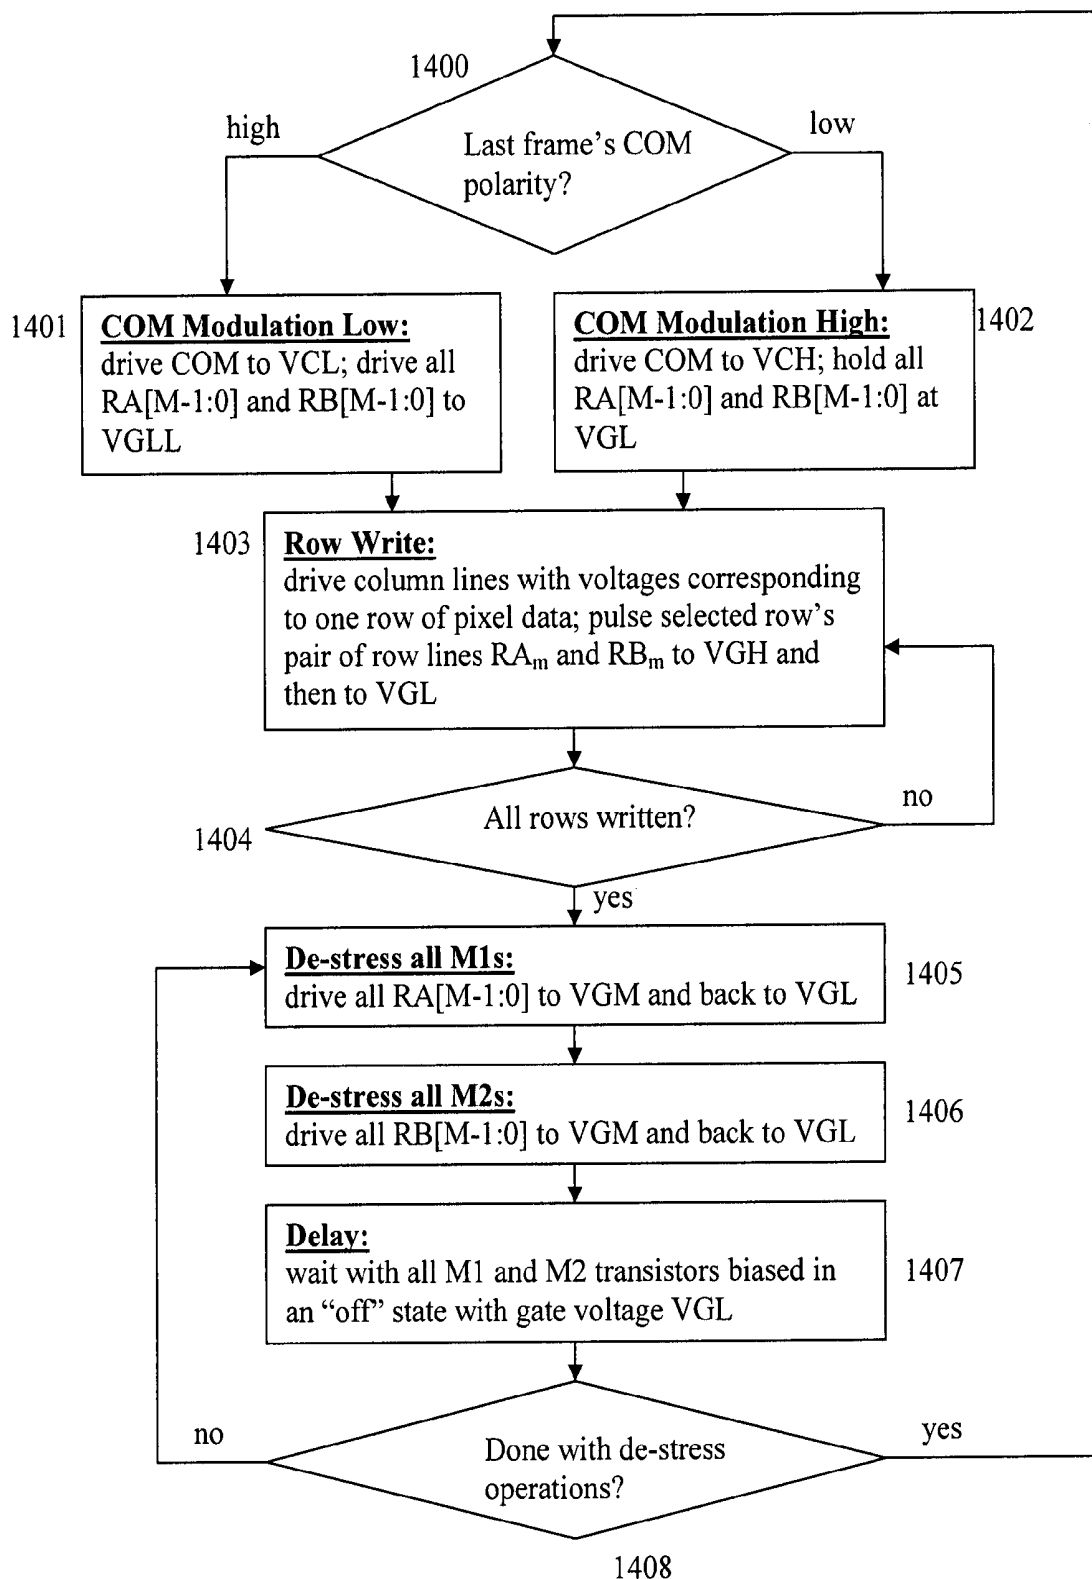 1400
high
low
Last frame's COM
polarity?
1401
COM Modulation Low:
drive COM to VCL; drive all
RA[M-1:0] and RB[M-1:0] to
VGLL
COM Modulation High:
drive COM to VCH; hold all
RA[M-1:0] and RB[M-1:0] at
VGL
1402
1403
Row Write:
drive column lines with voltages corresponding
to one row of pixel data; pulse selected row's
pair of row lines RAm and RBm to VGH and
then to VGL
All rows written?
no
1404
yes
De-stress all M1s:
drive all RA[M-1:0] to VGM and back to VGL
1405
De-stress all M2s:
drive all RB[M-1:0] to VGM and back to VGL
1406
Delay:
wait with all M1 and M2 transistors biased in
an “off” state with gate voltage VGL
1407
no
yes
Done with de-stress
operations?
1408